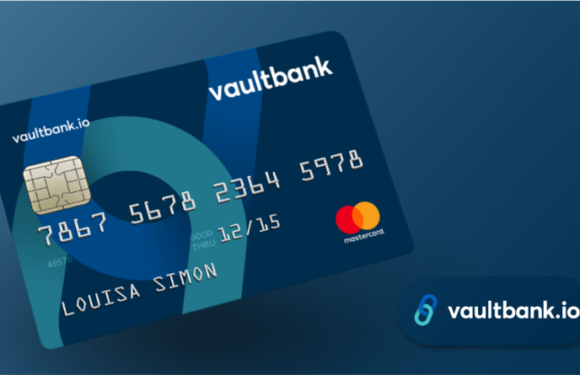 vaultbank
vaultbank.io
7867 5678 2364 5978
GOOD
THRU
12/15
mastercard
LOUISA SIMON
vaultbank.io